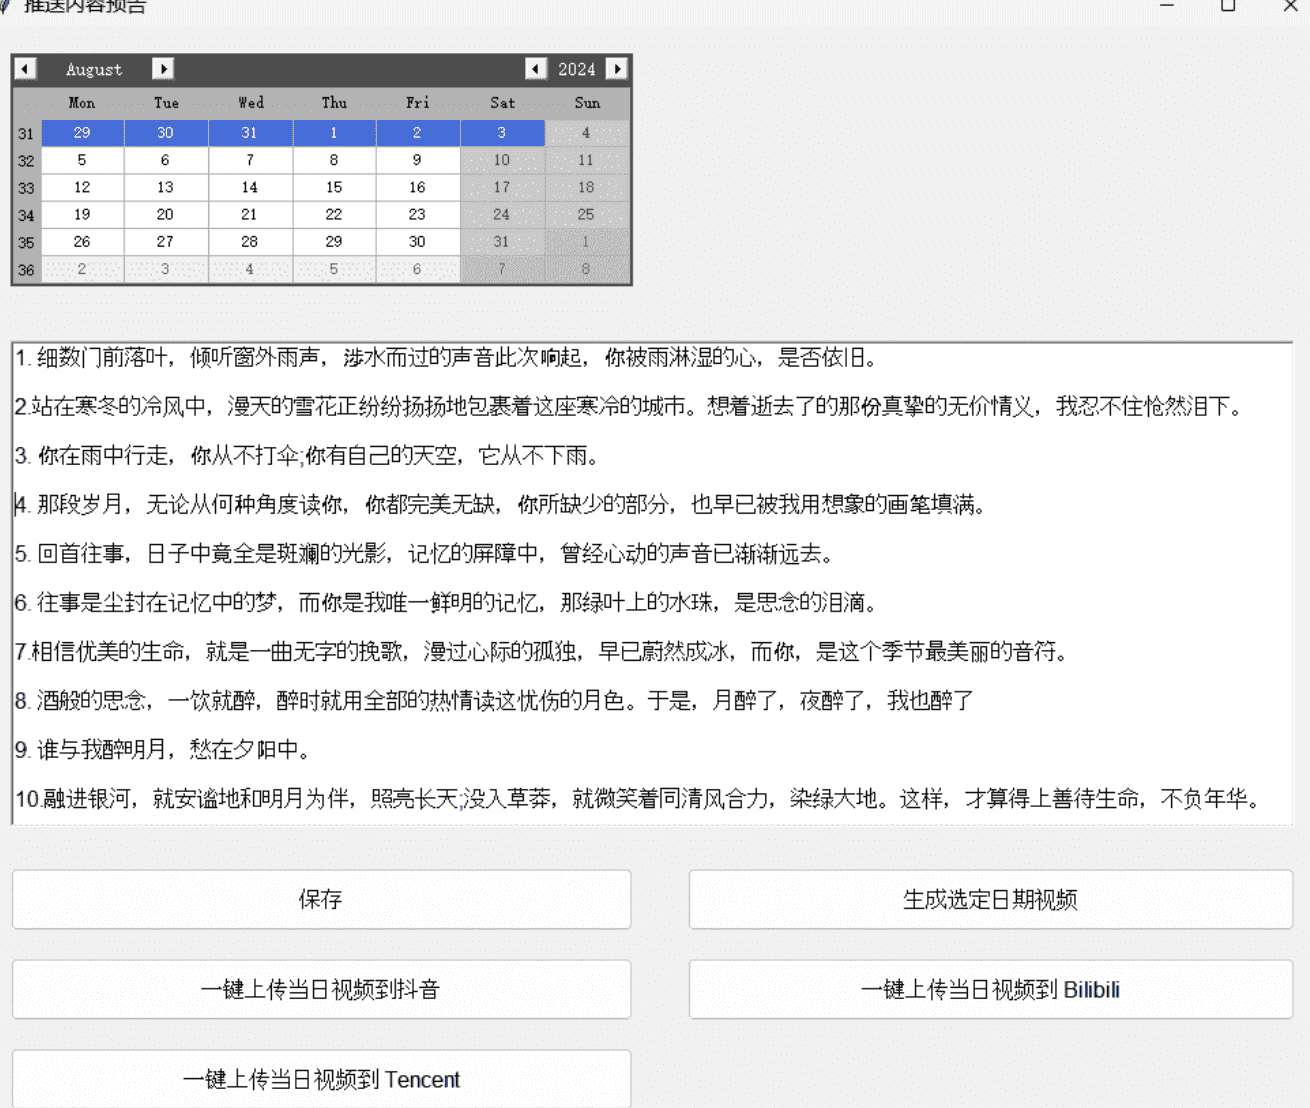 推送内容预告
August 2024
Mon Tue Wed Thu Fri Sat Sun
31 29 30 31 1 2 3 4
32 5 6 7 8 9 10 11
33 12 13 14 15 16 17 18
34 19 20 21 22 23 24 25
35 26 27 28 29 30 31 1
36 2 3 4 5 6 7 8
1. 细数门前落叶，倾听窗外雨声，涉水而过的声音此次响起，你被雨淋湿的心，是否依旧。
2.站在寒冬的冷风中，漫天的雪花正纷纷扬扬地包裹着这座寒冷的城市。想着逝去了的那份真挚的无价情义，我忍不住怆然泪下。
3. 你在雨中行走，你从不打伞;你有自己的天空，它从不下雨。
4. 那段岁月，无论从何种角度读你，你都完美无缺，你所缺少的部分，也早已被我用想象的画笔填满。
5. 回首往事，日子中竟全是斑斓的光影，记忆的屏障中，曾经心动的声音已渐渐远去。
6. 往事是尘封在记忆中的梦，而你是我唯一鲜明的记忆，那绿叶上的水珠，是思念的泪滴。
7.相信优美的生命，就是一曲无字的挽歌，漫过心际的孤独，早已蔚然成冰，而你，是这个季节最美丽的音符。
8. 酒般的思念，一饮就醉，醉时就用全部的热情读这忧伤的月色。于是，月醉了，夜醉了，我也醉了
9. 谁与我醉明月，愁在夕阳中。
10.融进银河，就安谧地和明月为伴，照亮长天;没入草莽，就微笑着同清风合力，染绿大地。这样，才算得上善待生命，不负年华。
保存 生成选定日期视频
一键上传当日视频到抖音 一键上传当日视频到 Bilibili
一键上传当日视频到 Tencent